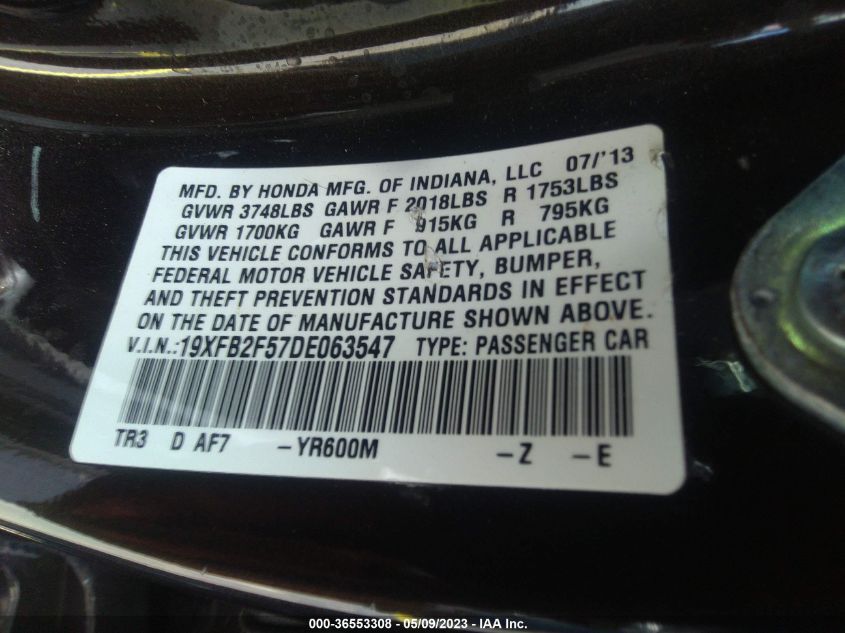 MFD. BY HONDA MFG. OF INDIANA, LLC 07/'13
GVWR 3748LBS GAWR F 2018LBS R 1753LBS
GVWR 1700KG GAWR F 915KG R 795KG
THIS VEHICLE CONFORMS TO ALL APPLICABLE
FEDERAL MOTOR VEHICLE SAFETY, BUMPER,
AND THEFT PREVENTION STANDARDS IN EFFECT
ON THE DATE OF MANUFACTURE SHOWN ABOVE.
V.I.N.:19XFB2F57DE063547 TYPE: PASSENGER CAR
TR3 D AF7 -YR600M -Z -E
000-36553308 - 05/09/2023 - IAA Inc.